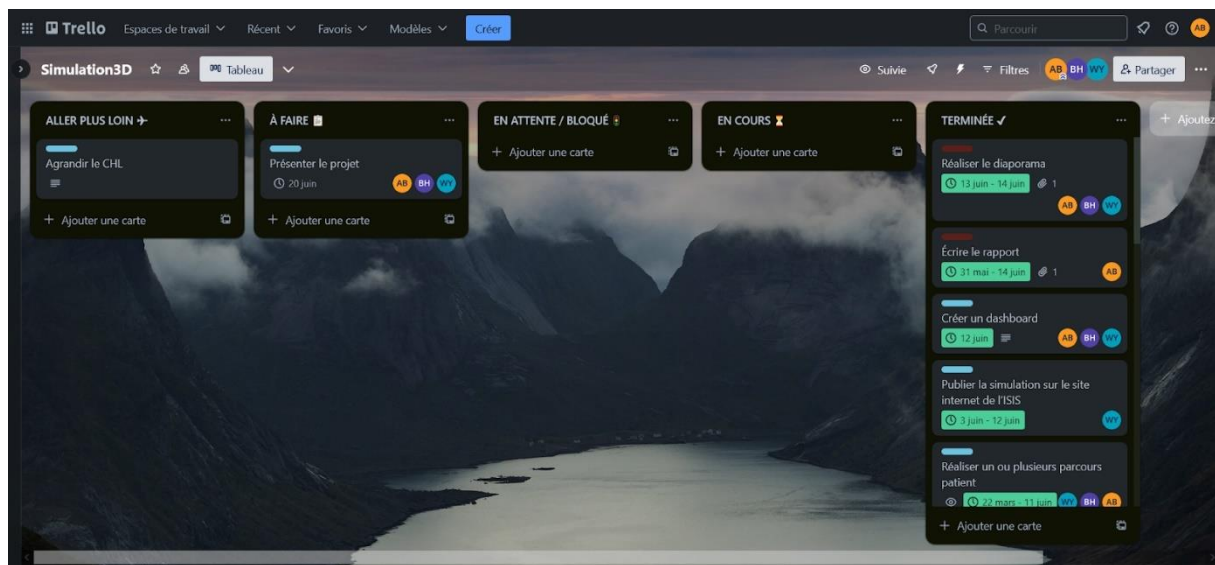 Trello Espaces de travail Récent Favoris Modèles Créer Parcourir AB
Simulation3D Tableau Suivie Filtres AB BH WY Partager
ALLER PLUS LOIN ✈
Agrandir le CHL
+ Ajouter une carte
À FAIRE 📋
Présenter le projet
20 juin AB BH WY
+ Ajouter une carte
EN ATTENTE / BLOQUÉ 🚦
+ Ajouter une carte
EN COURS ⏳
+ Ajouter une carte
TERMINÉE ✓
Réaliser le diaporama
13 juin - 14 juin 1
AB BH WY
Écrire le rapport
31 mai - 14 juin 1 AB
Créer un dashboard
12 juin AB BH WY
Publier la simulation sur le site
internet de l'ISIS
3 juin - 12 juin WY
Réaliser un ou plusieurs parcours
patient
22 mars - 11 juin WY BH AB
+ Ajouter une carte
+ Ajoutez